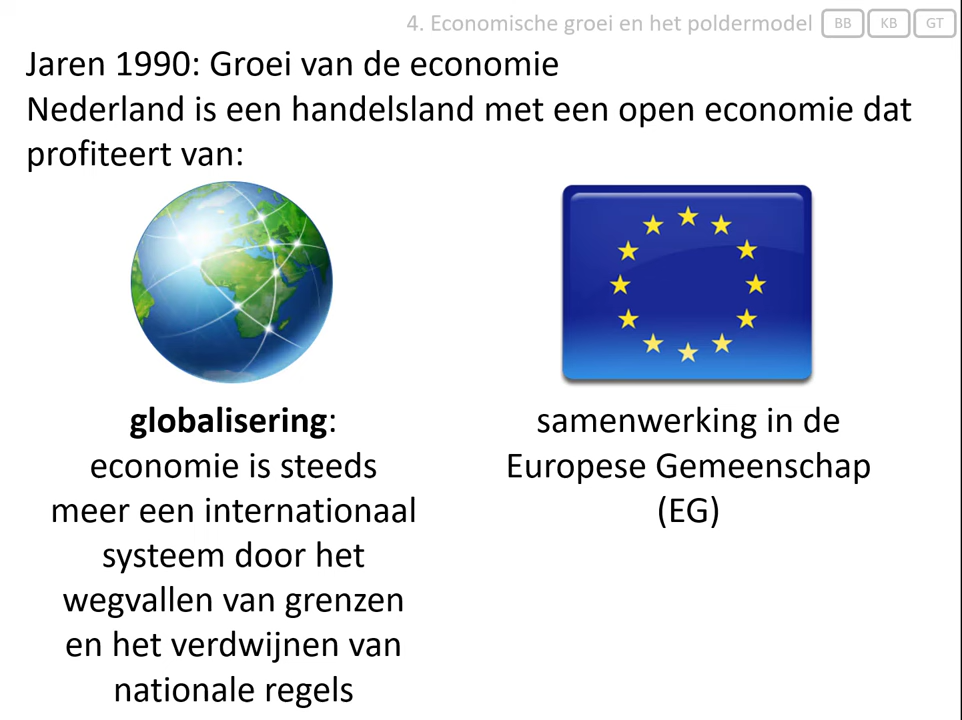 4. Economische groei en het poldermodel BB KB GT
Jaren 1990: Groei van de economie
Nederland is een handelsland met een open economie dat
profiteert van:
globalisering:
economie is steeds
meer een internationaal
systeem door het
wegvallen van grenzen
en het verdwijnen van
nationale regels
samenwerking in de
Europese Gemeenschap
(EG)